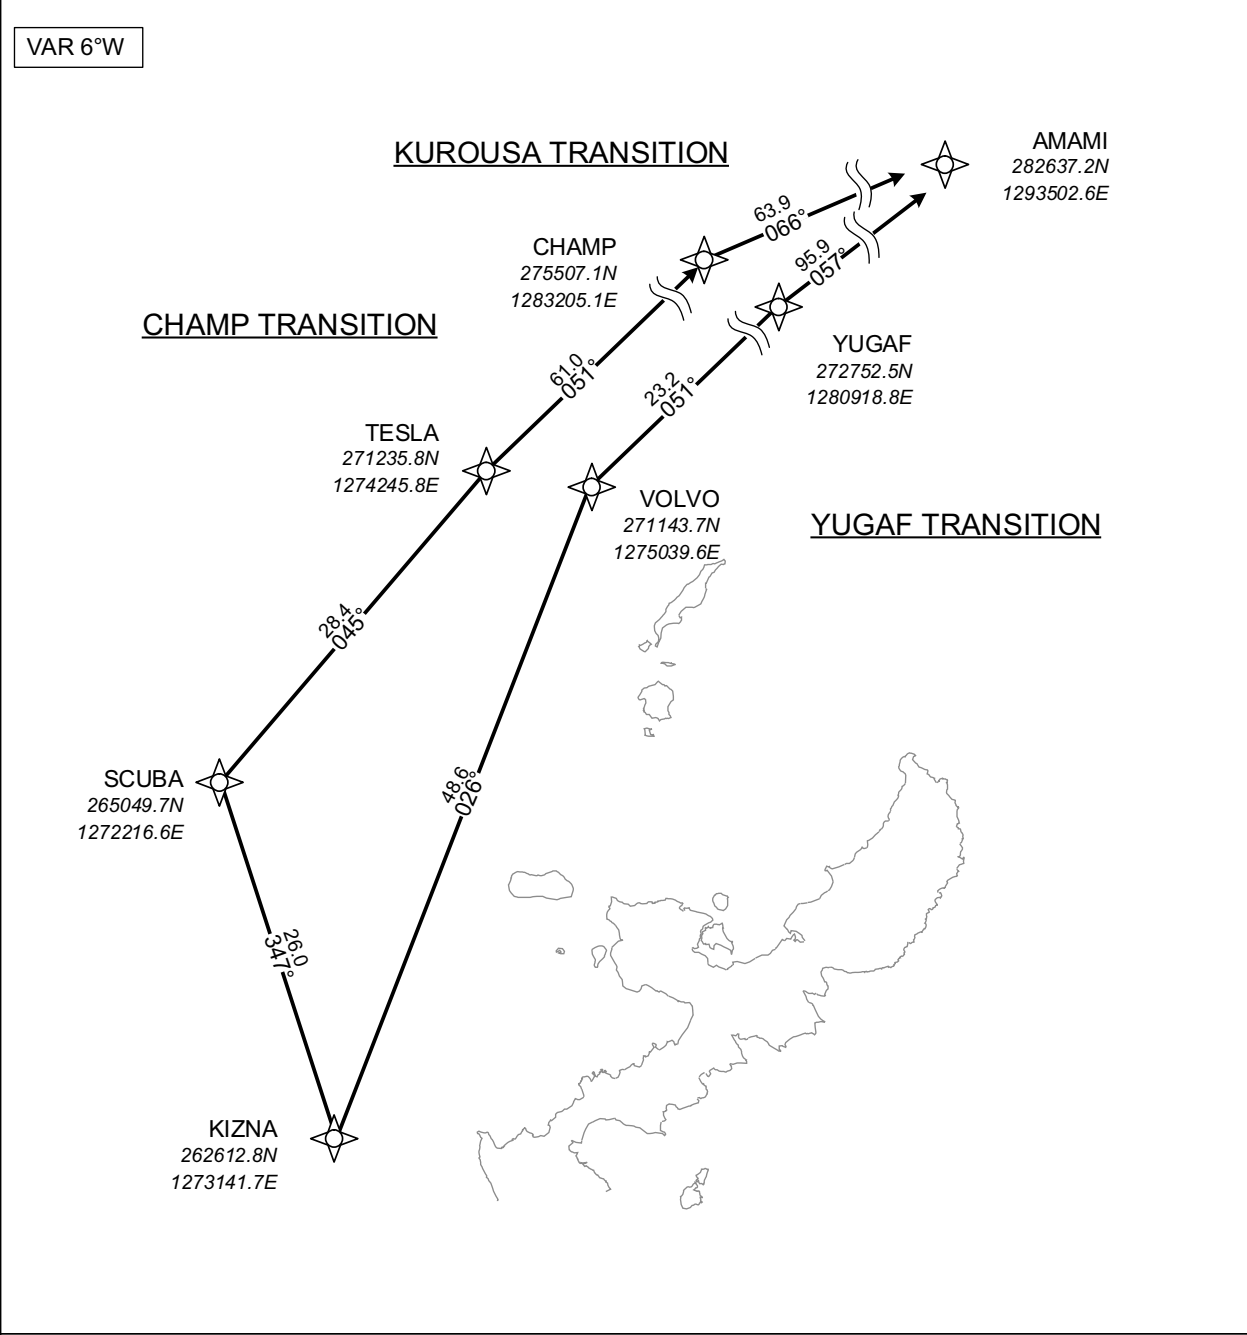 VAR 6°W
KUROUSA TRANSITION
AMAMI
282637.2N
1293502.6E
63.9
066°
CHAMP
275507.1N
1283205.1E
95.9
057°
CHAMP TRANSITION
YUGAF
272752.5N
1280918.8E
61.0
051°
23.2
051°
TESLA
271235.8N
1274245.8E
VOLVO
271143.7N
1275039.6E
YUGAF TRANSITION
28.4
045°
SCUBA
265049.7N
1272216.6E
48.6
026°
26.0
347°
KIZNA
262612.8N
1273141.7E